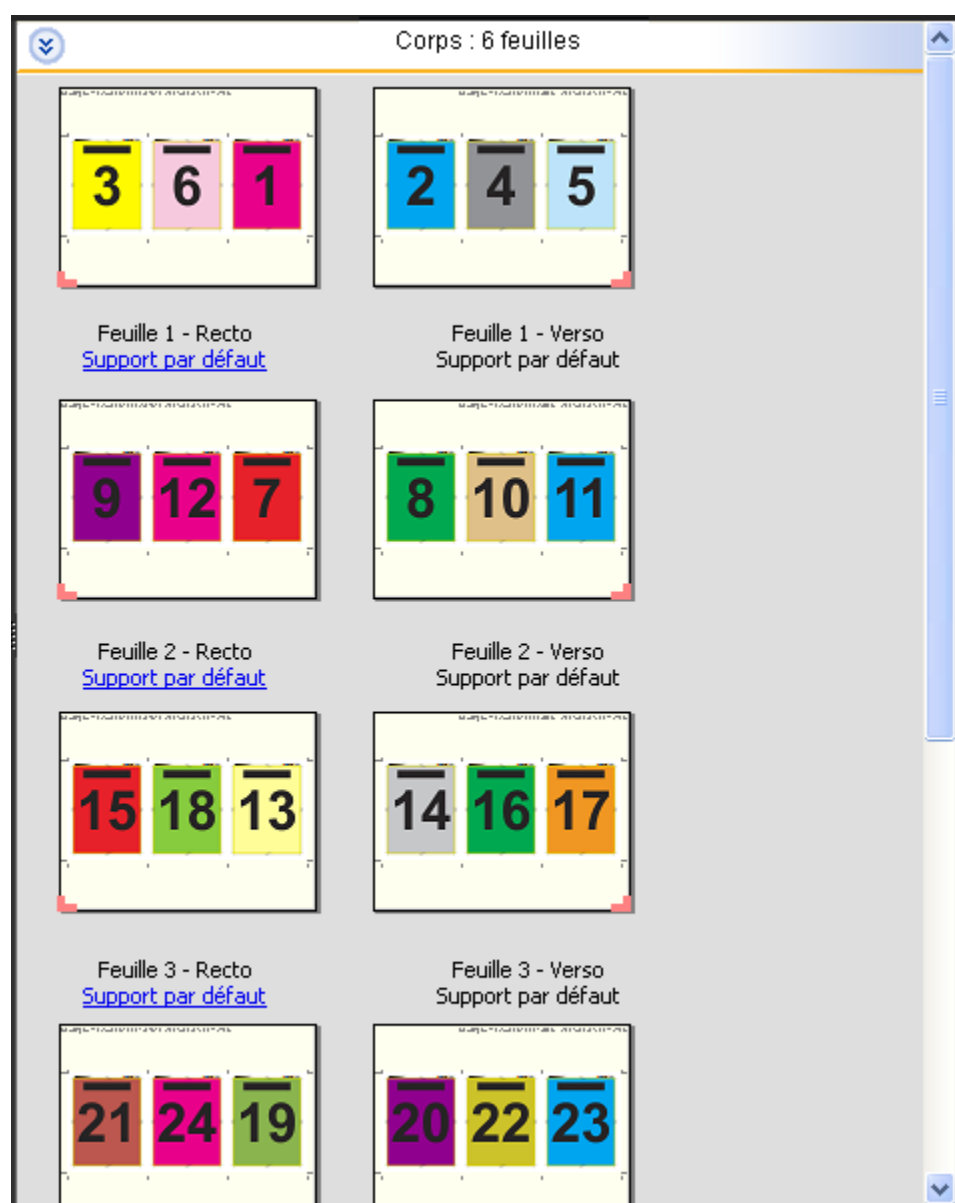 Corps : 6 feuilles
3 6 1
2 4 5
Feuille 1 - Recto
Support par défaut
Feuille 1 - Verso
Support par défaut
9 12 7
8 10 11
Feuille 2 - Recto
Support par défaut
Feuille 2 - Verso
Support par défaut
15 18 13
14 16 17
Feuille 3 - Recto
Support par défaut
Feuille 3 - Verso
Support par défaut
21 24 19
20 22 23